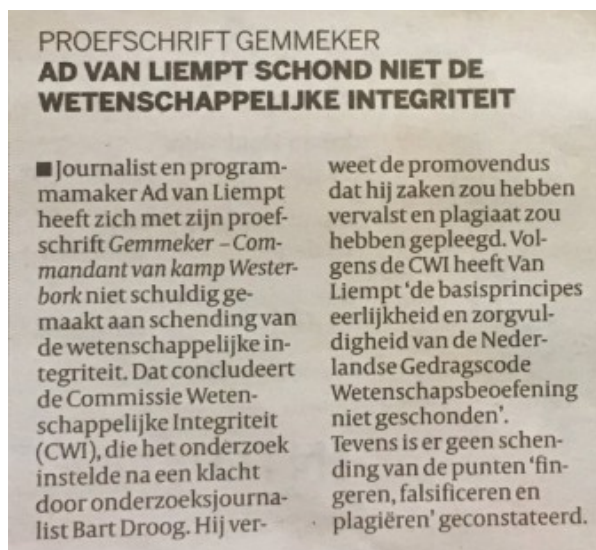 PROEFSCHRIFT GEMMEKER
AD VAN LIEMPT SCHOND NIET DE
WETENSCHAPPELIJKE INTEGRITEIT
■ Journalist en program-
mamaker Ad van Liempt
heeft zich met zijn proef-
schrift Gemmeker – Com-
mandant van kamp Wester-
bork niet schuldig ge-
maakt aan schending van
de wetenschappelijke in-
tegriteit. Dat concludeert
de Commissie Weten-
schappelijke Integriteit
(CWI), die het onderzoek
instelde na een klacht
door onderzoeksjourna-
list Bart Droog. Hij ver-
weet de promovendus
dat hij zaken zou hebben
vervalst en plagiaat zou
hebben gepleegd. Vol-
gens de CWI heeft Van
Liempt ‘de basisprincipes
eerlijkheid en zorgvul-
digheid van de Neder-
landse Gedragscode
Wetenschapsbeoefening
niet geschonden’.
Tevens is er geen schen-
ding van de punten ‘fin-
geren, falsificeren en
plagiëren’ geconstateerd.